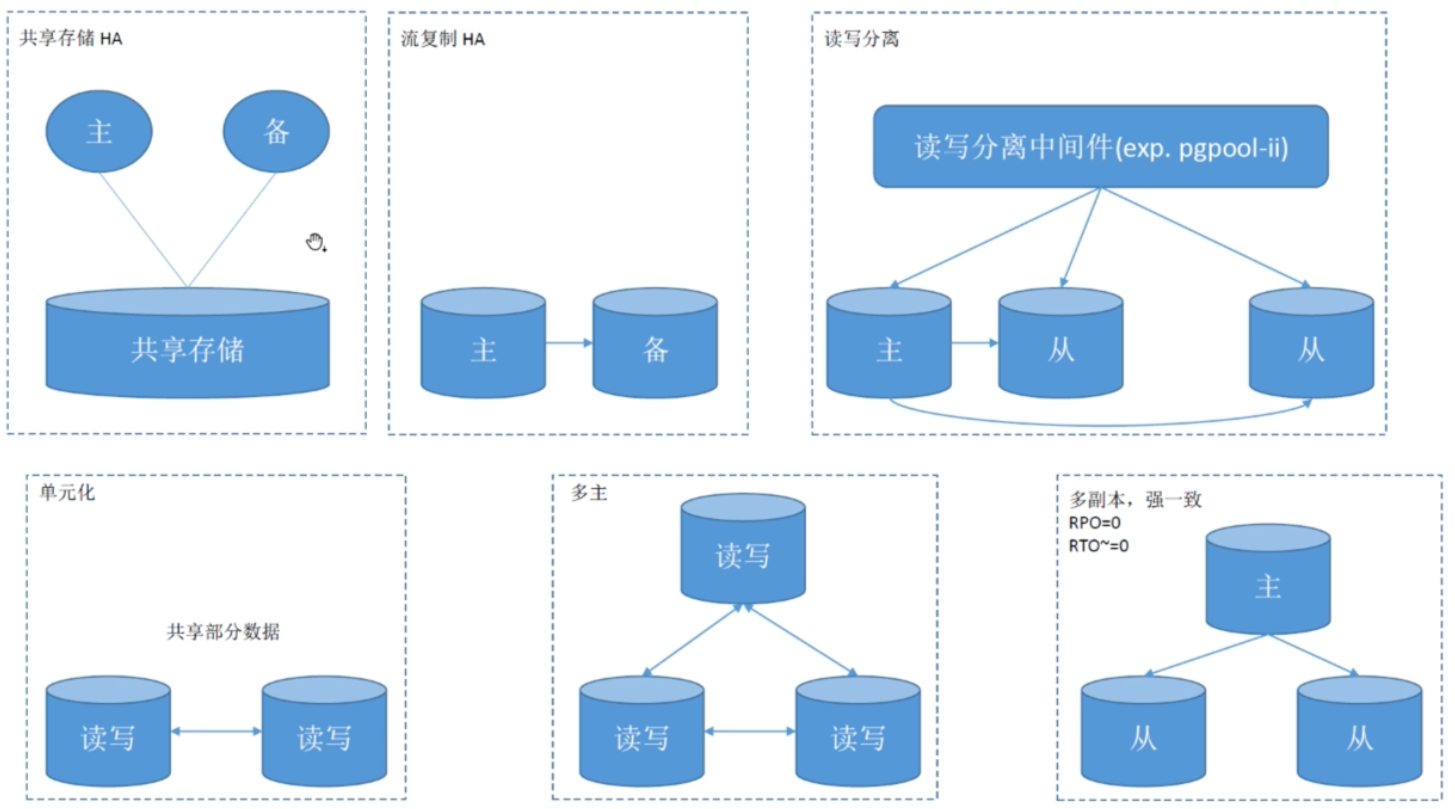 共享存储 HA
主
备
共享存储
流复制 HA
主
备
读写分离
读写分离中间件(exp. pgpool-ii)
主
从
从
单元化
共享部分数据
读写
读写
多主
读写
读写
读写
多副本，强一致
RPO=0
RTO~=0
主
从
从